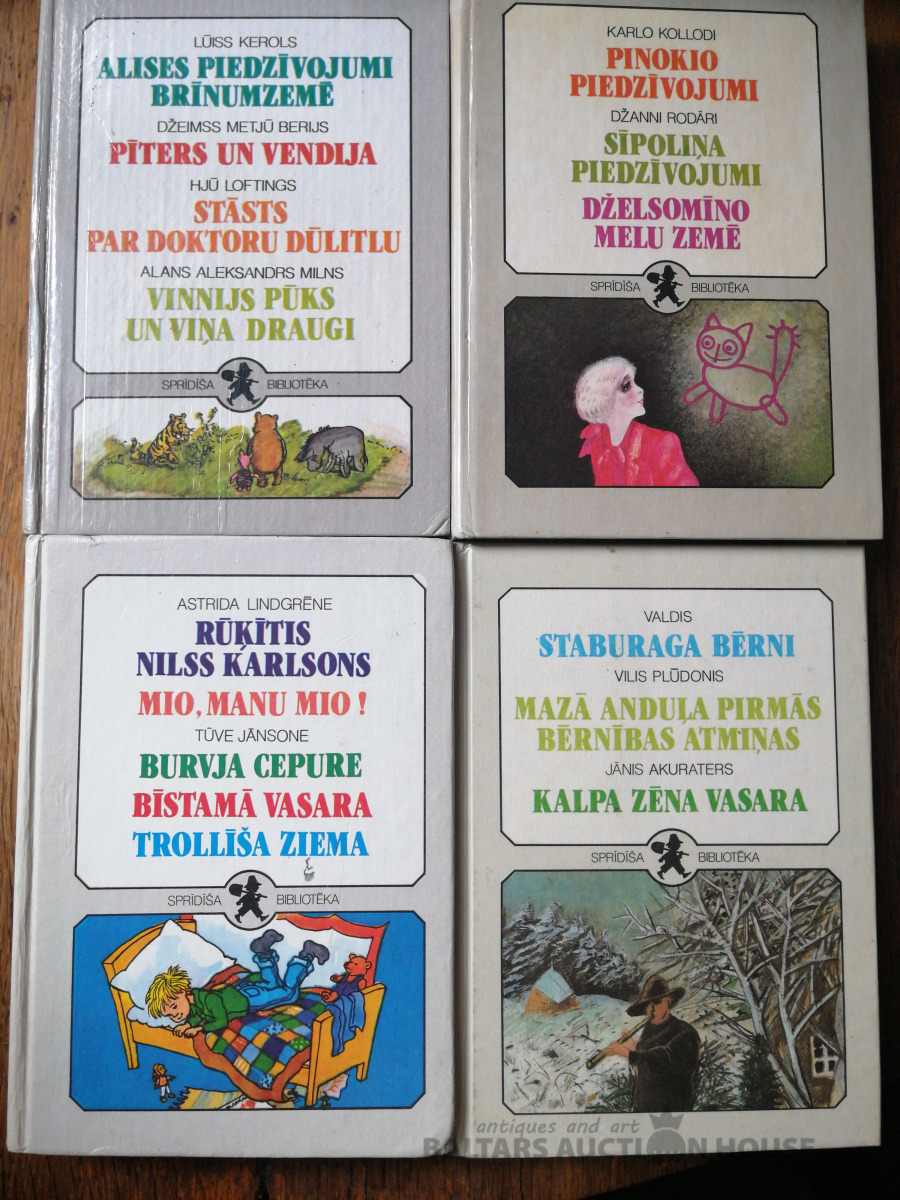 LŪISS KEROLS
ALISES PIEDZĪVOJUMI
BRĪNUMZEMĒ
DŽEIMSS METJŪ BERIJS
PĪTERS UN VENDIJA
HJŪ LOFTINGS
STĀSTS
PAR DOKTORU DŪLITLU
ALANS ALEKSANDRS MILNS
VINNIJS PŪKS
UN VIŅA DRAUGI
SPRĪDĪŠA BIBLIOTĒKA
KARLO KOLLODI
PINOKIO
PIEDZĪVOJUMI
DŽANNI RODĀRI
SĪPOLIŅA
PIEDZĪVOJUMI
DŽELSOMĪNO
MELU ZEMĒ
SPRĪDĪŠA BIBLIOTĒKA
ASTRIDA LINDGRĒNE
RŪĶĪTIS
NILSS KARLSONS
MIO, MANU MIO!
TŪVE JĀNSONE
BURVJA CEPURE
BĪSTAMĀ VASARA
TROLLĪŠA ZIEMA
SPRĪDĪŠA BIBLIOTĒKA
VALDIS
STABURAGA BĒRNI
VILIS PLŪDONIS
MAZĀ ANDUĻA PIRMĀS
BĒRNĪBAS ATMIŅAS
JĀNIS AKURATERS
KALPA ZĒNA VASARA
SPRĪDĪŠA BIBLIOTĒKA
antiques and art
BALTARS AUCTION HOUSE